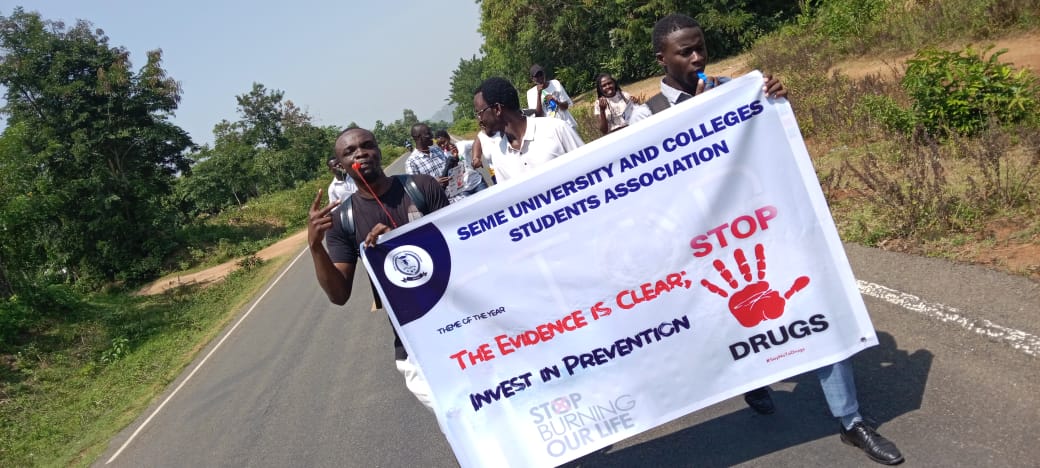 SEME UNIVERSITY AND COLLEGES
STUDENTS ASSOCIATION
THEME OF THE YEAR
THE EVIDENCE IS CLEAR;
INVEST IN PREVENTION
STOP
DRUGS
#SayNoToDrugs
STOP
BURNING
OUR LIFE